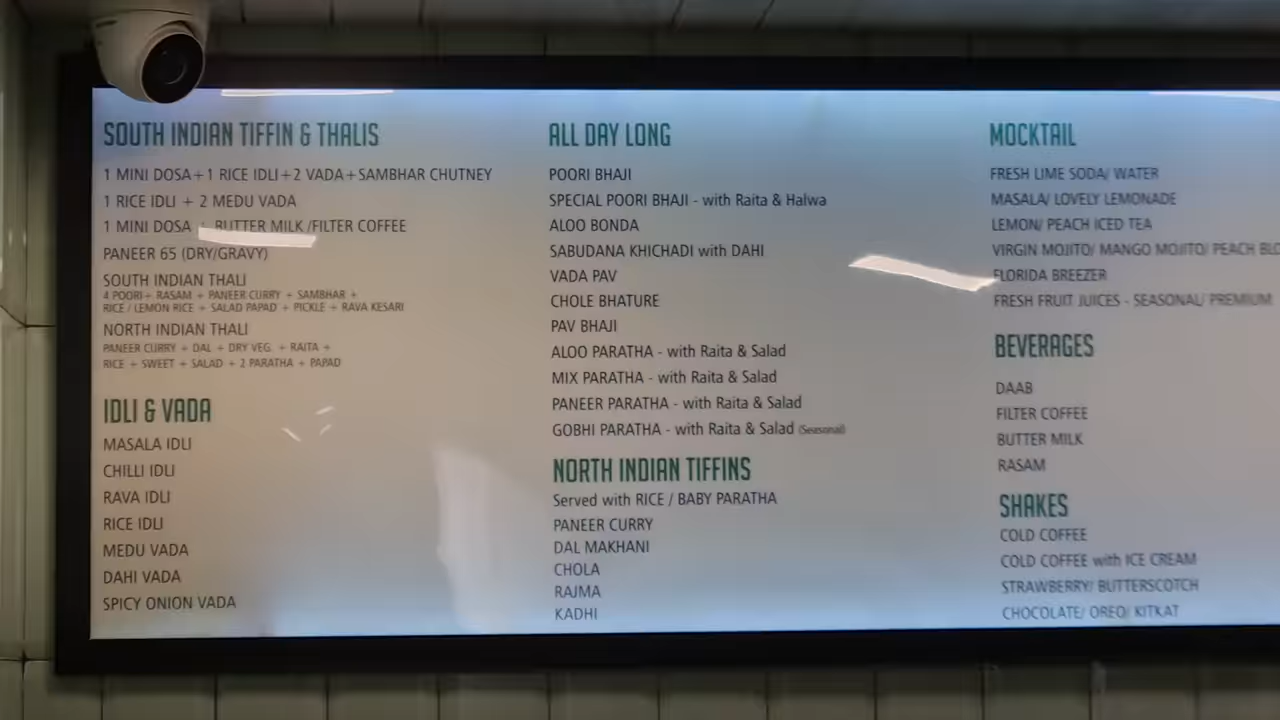 SOUTH INDIAN TIFFIN & THALIS
1 MINI DOSA+1 RICE IDLI+2 VADA+SAMBHAR CHUTNEY
1 RICE IDLI + 2 MEDU VADA
1 MINI DOSA + BUTTER MILK /FILTER COFFEE
PANEER 65 (DRY/GRAVY)
SOUTH INDIAN THALI
4 POORI + RASAM + PANEER CURRY + SAMBHAR +
RICE / LEMON RICE + SALAD PAPAD + PICKLE + RAVA KESARI
NORTH INDIAN THALI
PANEER CURRY + DAL + DRY VEG. + RAITA +
RICE + SWEET + SALAD + 2 PARATHA + PAPAD
IDLI & VADA
MASALA IDLI
CHILLI IDLI
RAVA IDLI
RICE IDLI
MEDU VADA
DAHI VADA
SPICY ONION VADA
ALL DAY LONG
POORI BHAJI
SPECIAL POORI BHAJI - with Raita & Halwa
ALOO BONDA
SABUDANA KHICHADI with DAHI
VADA PAV
CHOLE BHATURE
PAV BHAJI
ALOO PARATHA - with Raita & Salad
MIX PARATHA - with Raita & Salad
PANEER PARATHA - with Raita & Salad
GOBHI PARATHA - with Raita & Salad (Seasonal)
NORTH INDIAN TIFFINS
Served with RICE / BABY PARATHA
PANEER CURRY
DAL MAKHANI
CHOLA
RAJMA
KADHI
MOCKTAIL
FRESH LIME SODA/ WATER
MASALA/ LOVELY LEMONADE
LEMON/ PEACH ICED TEA
VIRGIN MOJITO/ MANGO MOJITO/ PEACH
FLORIDA BREEZER
FRESH FRUIT JUICES - SEASONAL/ PREMIUM
BEVERAGES
DAAB
FILTER COFFEE
BUTTER MILK
RASAM
SHAKES
COLD COFFEE
COLD COFFEE with ICE CREAM
STRAWBERRY/ BUTTERSCOTCH
CHOCOLATE/ OREO/ KITKAT